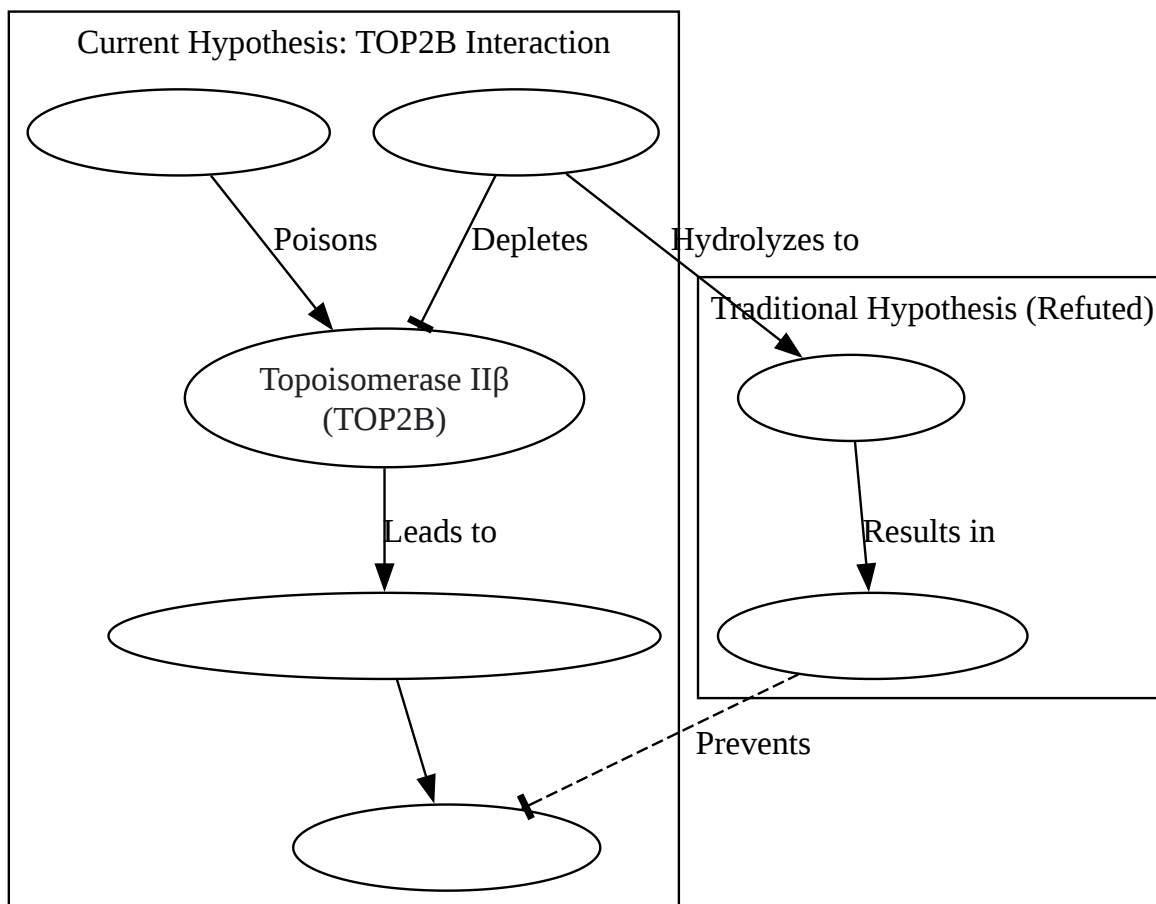 Current Hypothesis: TOP2B Interaction
Poisons
Depletes
Hydrolyzes to
Traditional Hypothesis (Refuted)
Topoisomerase IIβ
(TOP2B)
Leads to
Results in
Prevents